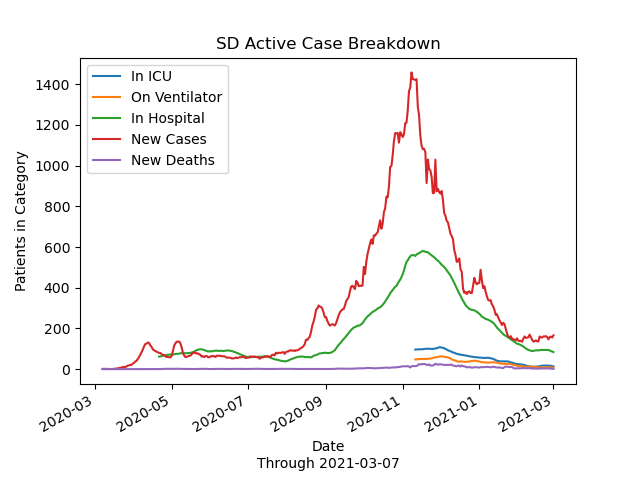 SD Active Case Breakdown
In ICU
On Ventilator
In Hospital
New Cases
New Deaths
Patients in Category
1400
1200
1000
800
600
400
200
0
2020-03
2020-05
2020-07
2020-09
2020-11
2021-01
2021-03
Date
Through 2021-03-07